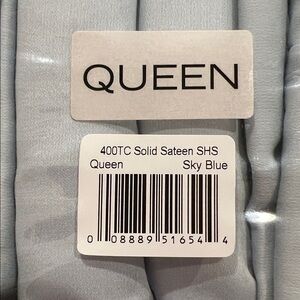 QUEEN
400TC Solid Sateen SHS
Queen Sky Blue
0 08889 51654 4